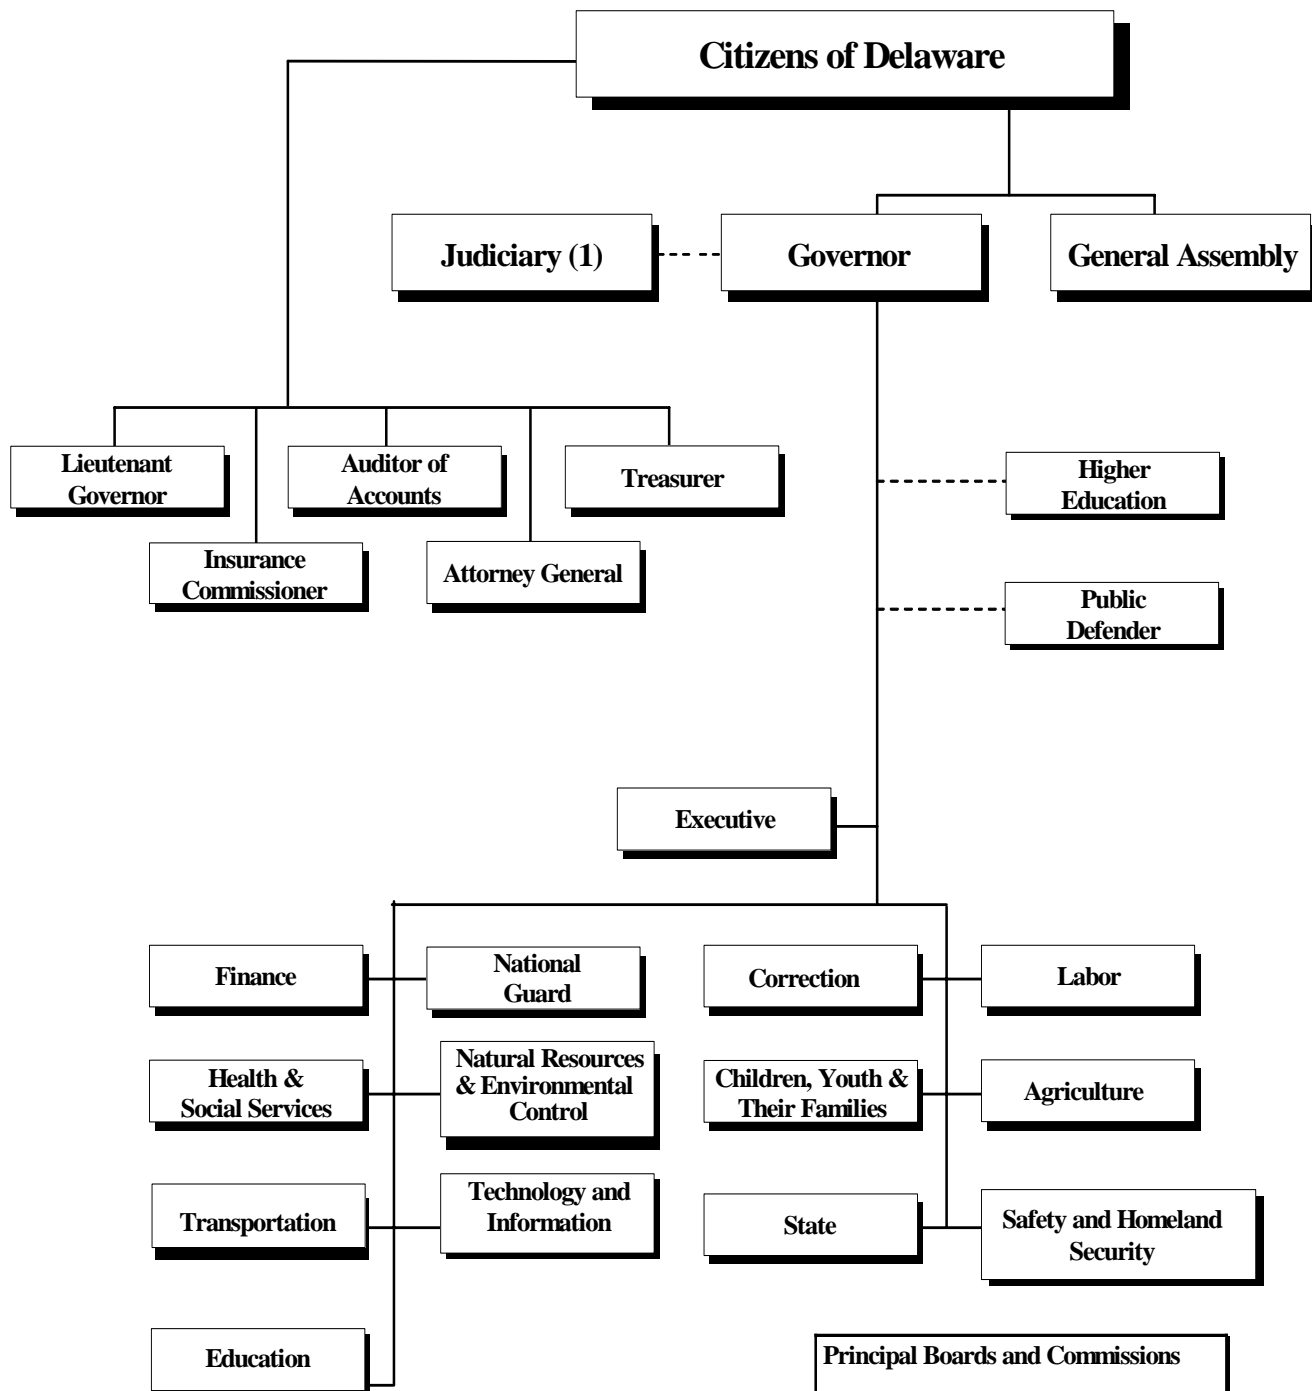 Citizens of Delaware
Judiciary (1)
Governor
General Assembly
Lieutenant
Governor
Auditor of
Accounts
Treasurer
Insurance
Commissioner
Attorney General
Higher
Education
Public
Defender
Executive
Finance
National
Guard
Correction
Labor
Health &
Social Services
Natural Resources
& Environmental
Control
Children, Youth &
Their Families
Agriculture
Transportation
Technology and
Information
State
Safety and Homeland
Security
Education
Principal Boards and Commissions